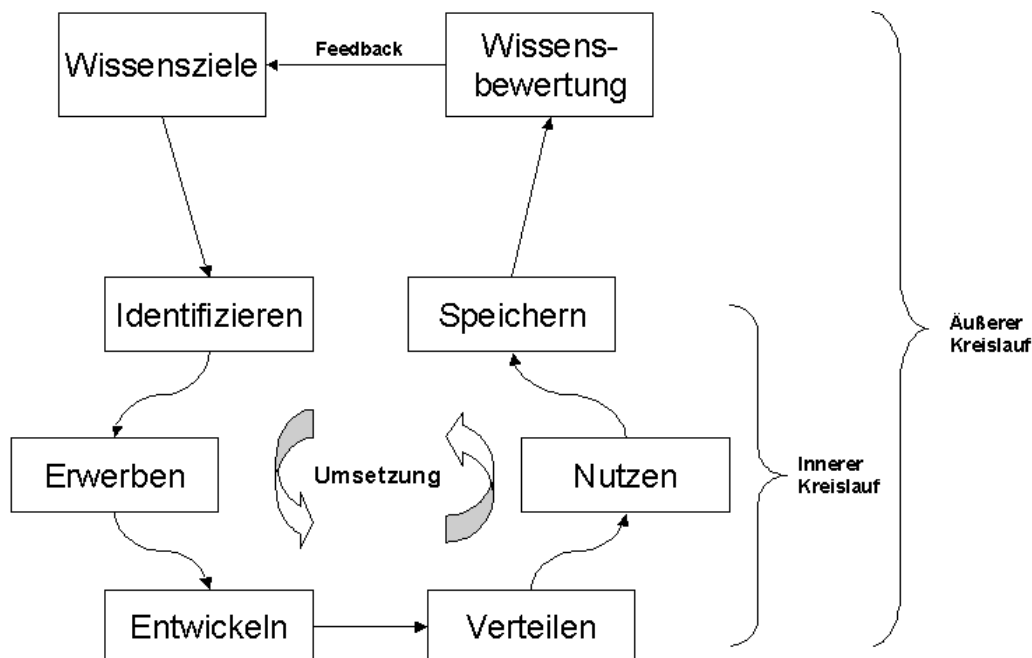 Wissensziele
Feedback
Wissens-
bewertung
Identifizieren
Speichern
Äußerer
Kreislauf
Erwerben
Umsetzung
Nutzen
Innerer
Kreislauf
Entwickeln
Verteilen